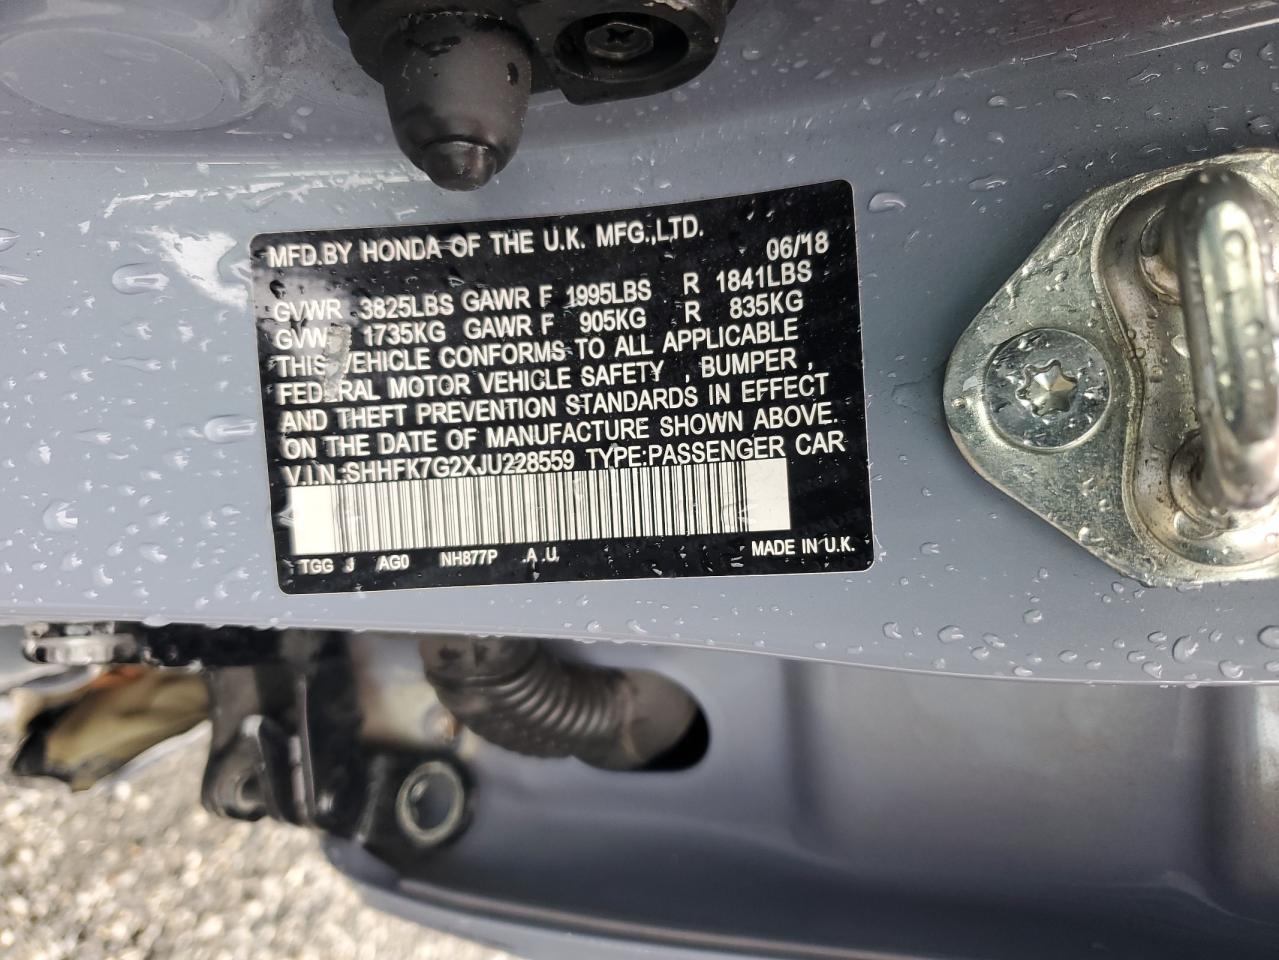 MFD.BY HONDA OF THE U.K. MFG.,LTD. 06/18
GVWR 3825LBS GAWR F 1995LBS R 1841LBS
GVW 1735KG GAWR F 905KG R 835KG
THIS VEHICLE CONFORMS TO ALL APPLICABLE
FEDERAL MOTOR VEHICLE SAFETY, BUMPER,
AND THEFT PREVENTION STANDARDS IN EFFECT
ON THE DATE OF MANUFACTURE SHOWN ABOVE.
V.I.N:SHHFK7G2XJU228559 TYPE:PASSENGER CAR
TGG J AG0 NH877P .A .U.
MADE IN U.K.